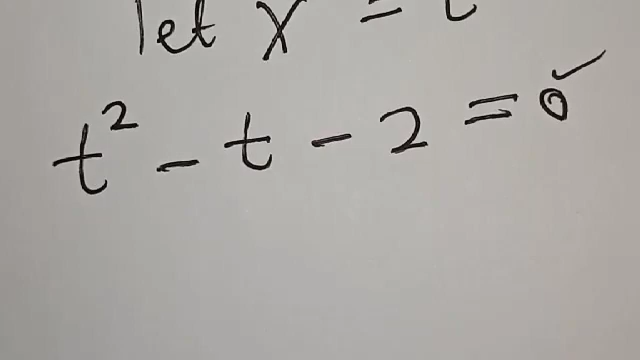 let x = t
t² - t - 2 = 0 ✓